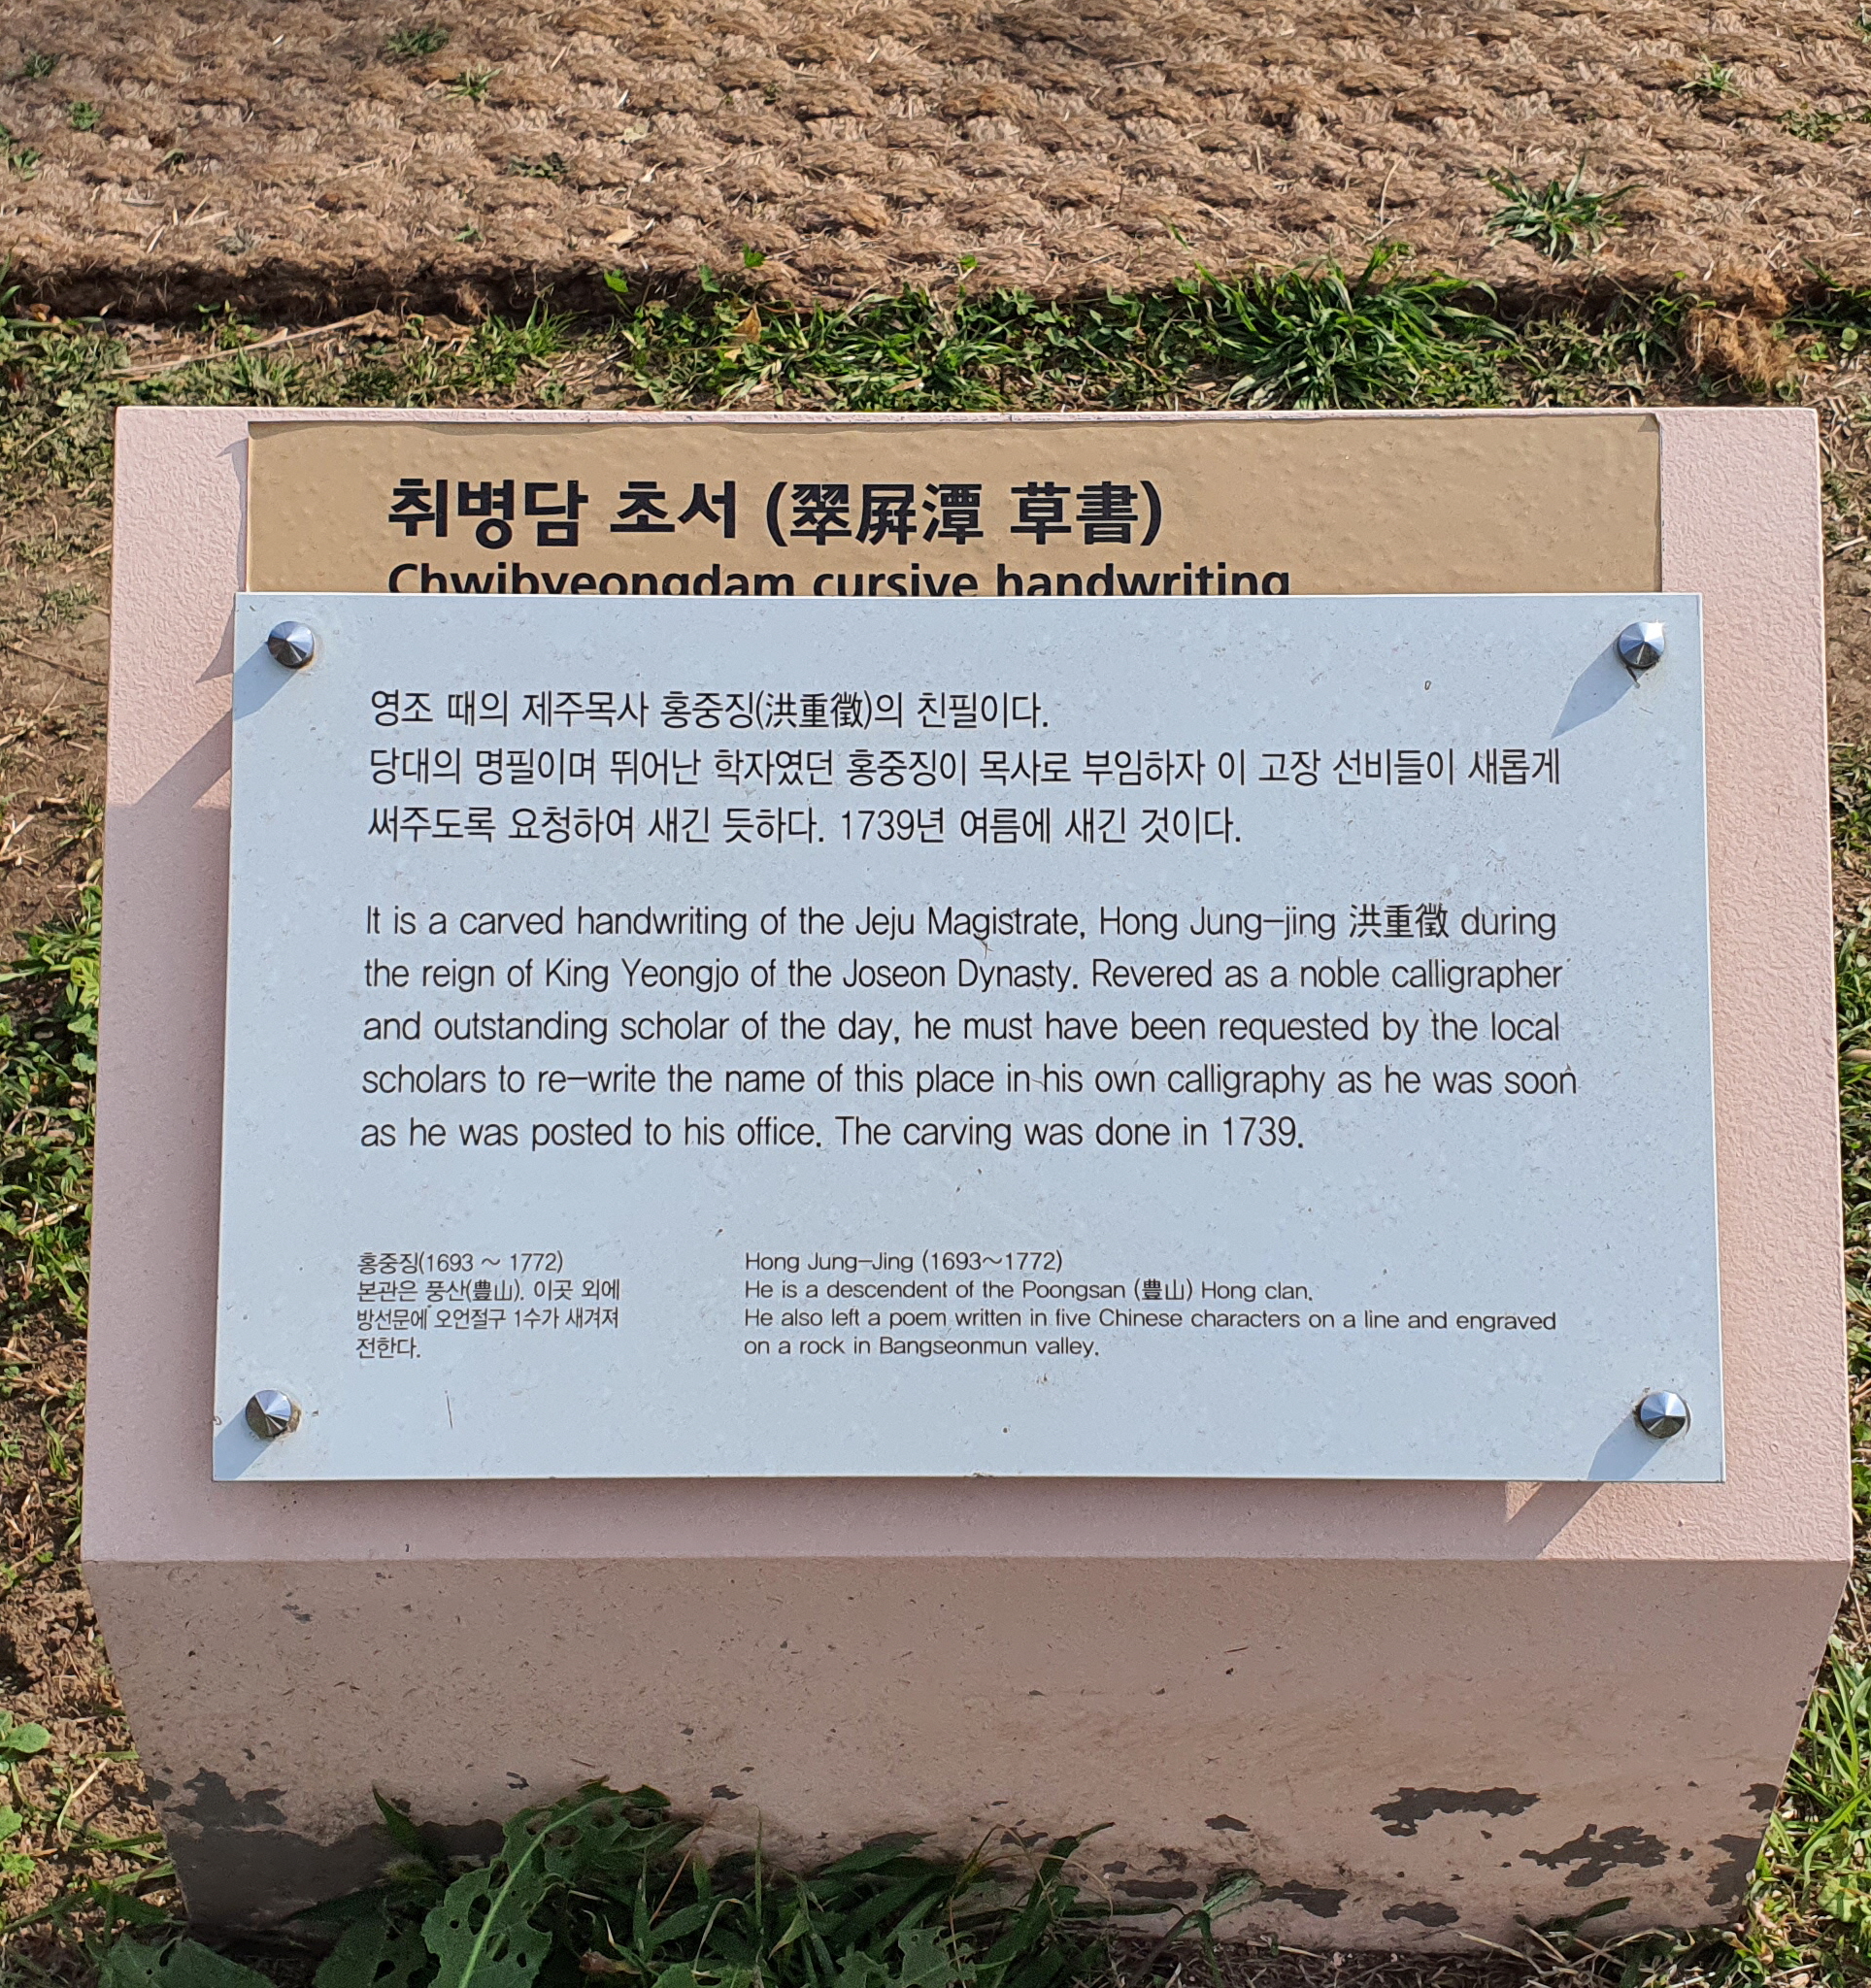 취병담 초서 (翠屛潭 草書)
Chwibyeongdam cursive handwriting
영조 때의 제주목사 홍중징(洪重徵)의 친필이다.
당대의 명필이며 뛰어난 학자였던 홍중징이 목사로 부임하자 이 고장 선비들이 새롭게
써주도록 요청하여 새긴 듯하다. 1739년 여름에 새긴 것이다.
It is a carved handwriting of the Jeju Magistrate, Hong Jung-jing 洪重徵 during
the reign of King Yeongjo of the Joseon Dynasty. Revered as a noble calligrapher
and outstanding scholar of the day, he must have been requested by the local
scholars to re-write the name of this place in his own calligraphy as he was soon
as he was posted to his office. The carving was done in 1739.
홍중징(1693 ~ 1772)
본관은 풍산(豊山). 이곳 외에
방선문에 오언절구 1수가 새겨져
전한다.
Hong Jung-Jing (1693~1772)
He is a descendent of the Poongsan (豊山) Hong clan.
He also left a poem written in five Chinese characters on a line and engraved
on a rock in Bangseonmun valley.